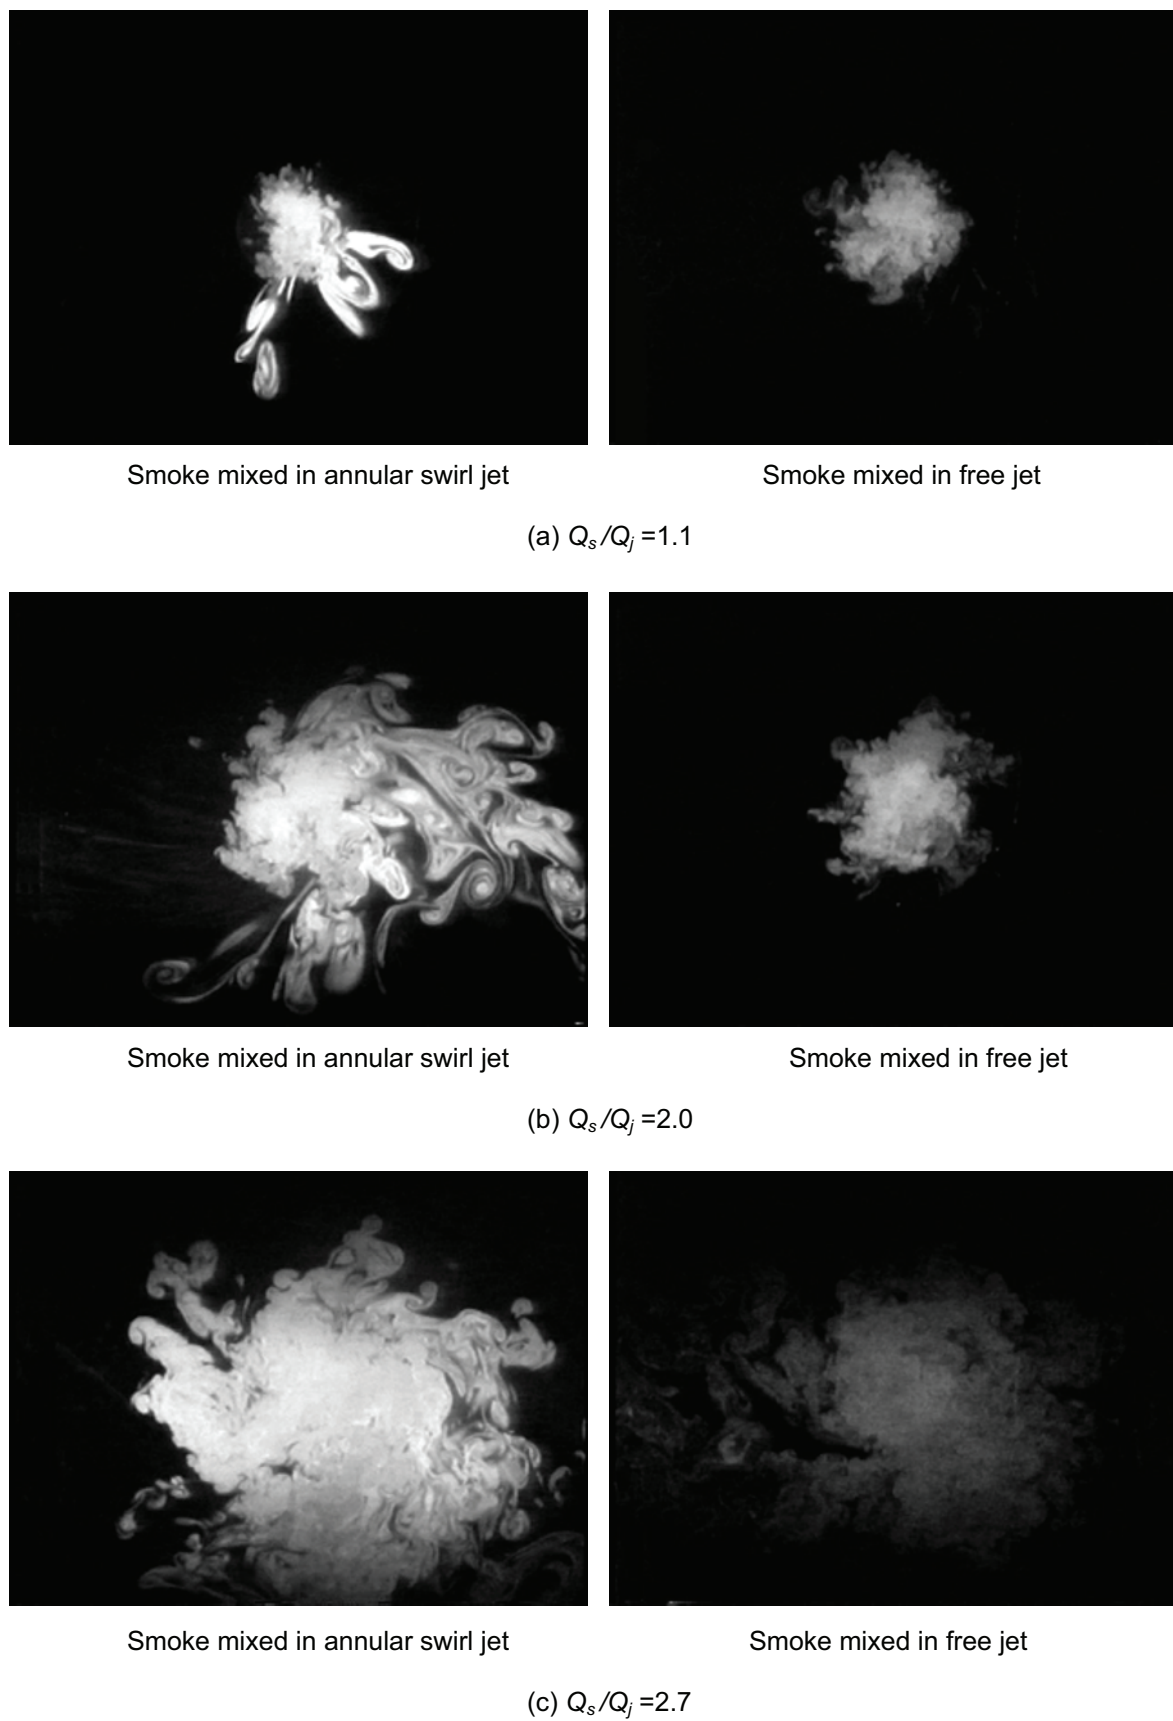 Smoke mixed in annular swirl jet Smoke mixed in free jet
(a) Qs/Qj =1.1
Smoke mixed in annular swirl jet Smoke mixed in free jet
(b) Qs/Qj =2.0
Smoke mixed in annular swirl jet Smoke mixed in free jet
(c) Qs/Qj =2.7